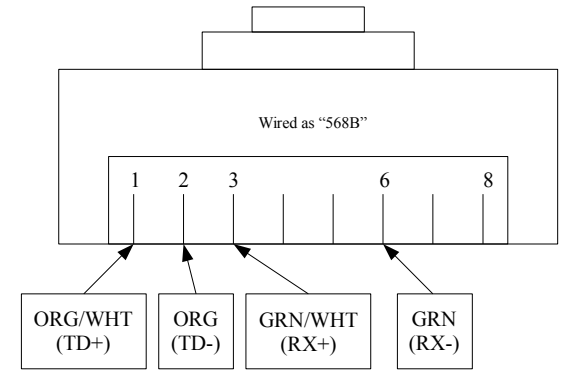 Wired as “568B”
1 2 3 6 8
ORG/WHT
(TD+)
ORG
(TD-)
GRN/WHT
(RX+)
GRN
(RX-)